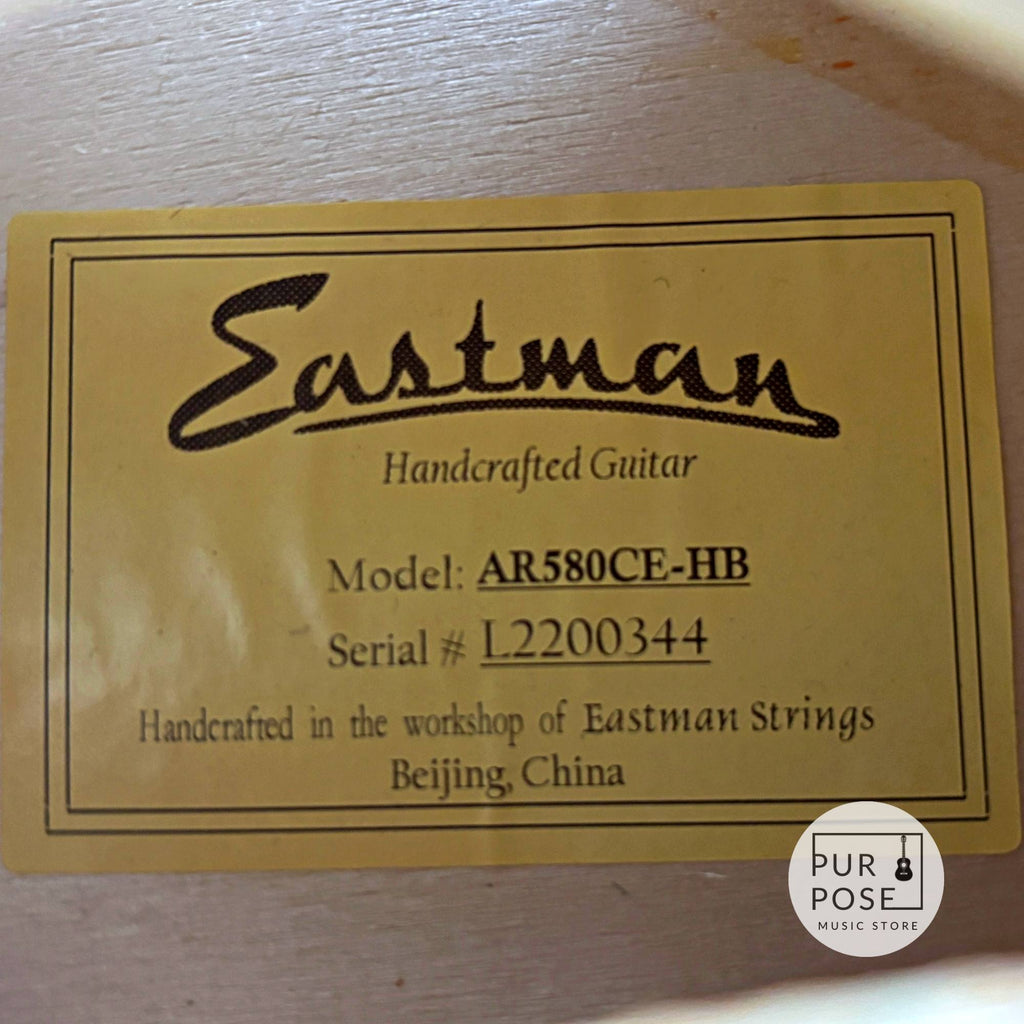 Eastman
Handcrafted Guitar
Model: AR580CE-HB
Serial # L2200344
Handcrafted in the workshop of Eastman Strings
Beijing, China
PUR
POSE
MUSIC STORE